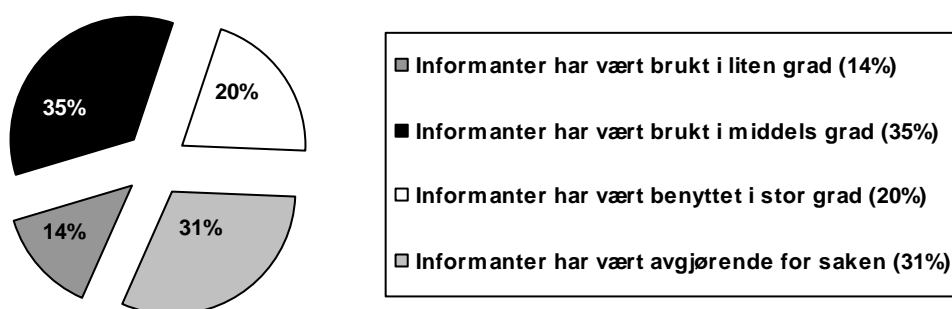 35%
20%
14%
31%
Informanter har vært brukt i liten grad (14%)
Informanter har vært brukt i middels grad (35%)
Informanter har vært benyttet i stor grad (20%)
Informanter har vært avgjørende for saken (31%)